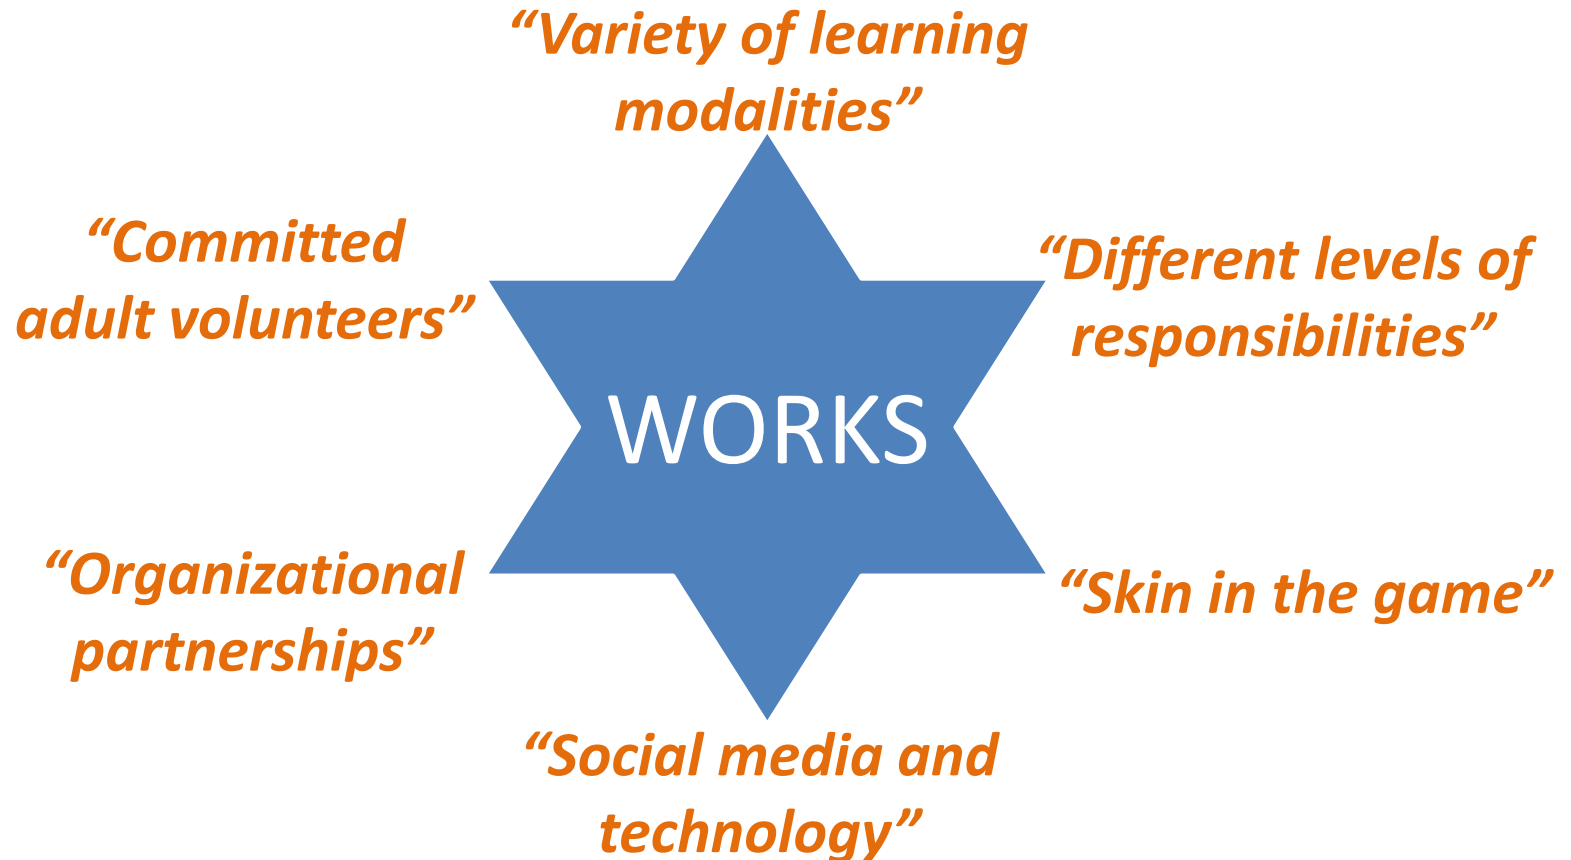 “Variety of learning
modalities”
“Committed
adult volunteers”
“Different levels of
responsibilities”
WORKS
“Organizational
partnerships”
“Skin in the game”
“Social media and
technology”